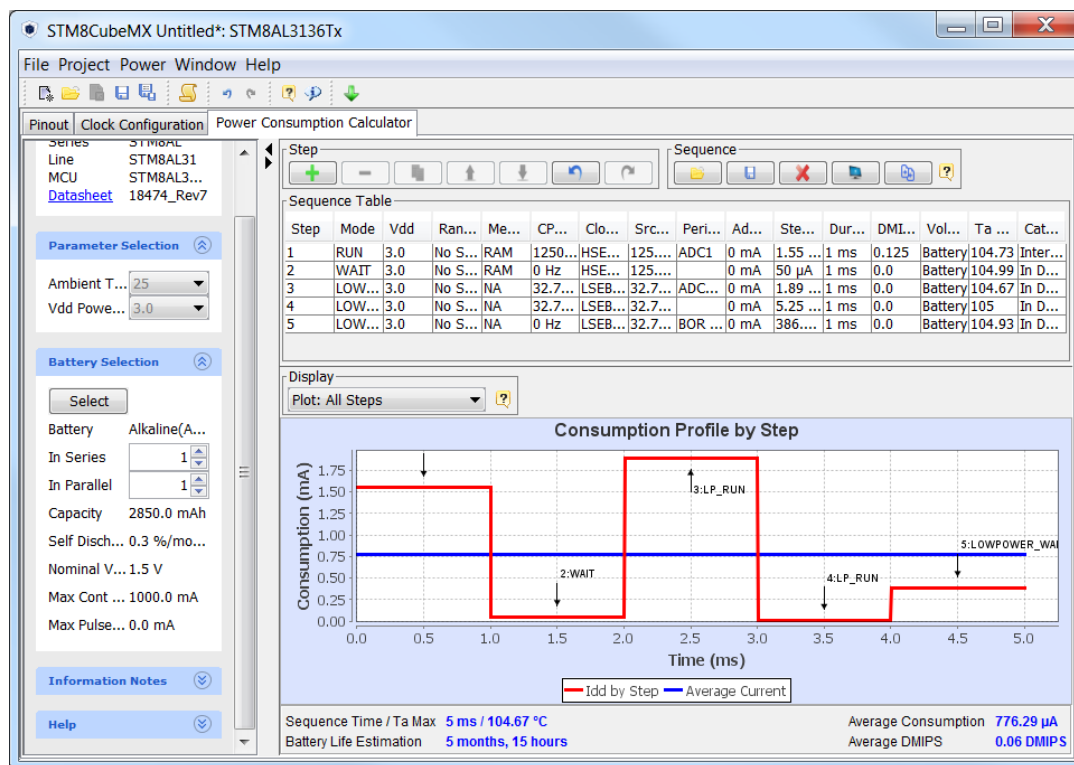 STM8CubeMX Untitled*: STM8AL3136Tx
File Project Power Window Help
Pinout Clock Configuration Power Consumption Calculator
Series STM8AL
Line STM8AL31
MCU STM8AL3...
Datasheet 18474_Rev7
Parameter Selection
Ambient T... 25
Vdd Powe... 3.0
Battery Selection
Select
Battery Alkaline(A...
In Series 1
In Parallel 1
Capacity 2850.0 mAh
Self Disch... 0.3 %/mo...
Nominal V... 1.5 V
Max Cont ... 1000.0 mA
Max Pulse... 0.0 mA
Information Notes
Help
Step
Sequence
Sequence Table
Step Mode Vdd Ran... Me... CP... Clo... Src... Peri... Ad... Ste... Dur... DMI... Vol... Ta ... Cat...
1 RUN 3.0 No S... RAM 1250... HSE... 125.... ADC1 0 mA 1.55 ... 1 ms 0.125 Battery 104.73 Inter...
2 WAIT 3.0 No S... RAM 0 Hz HSE... 125.... 0 mA 50 µA 1 ms 0.0 Battery 104.99 In D...
3 LOW... 3.0 No S... NA 32.7... LSEB... 32.7... ADC... 0 mA 1.89 ... 1 ms 0.0 Battery 104.67 In D...
4 LOW... 3.0 No S... NA 32.7... LSEB... 32.7... 0 mA 5.25 ... 1 ms 0.0 Battery 105 In D...
5 LOW... 3.0 No S... NA 0 Hz LSEB... 32.7... BOR ... 0 mA 386.... 1 ms 0.0 Battery 104.93 In D...
Display
Plot: All Steps
Consumption Profile by Step
Consumption (mA)
1.75
1.50
1.25
1.00
0.75
0.50
0.25
0.00
2:WAIT
3:LP_RUN
4:LP_RUN
5:LOWPOWER_WAI
0.0 0.5 1.0 1.5 2.0 2.5 3.0 3.5 4.0 4.5 5.0
Time (ms)
Idd by Step Average Current
Sequence Time / Ta Max 5 ms / 104.67 °C
Average Consumption 776.29 µA
Battery Life Estimation 5 months, 15 hours
Average DMIPS 0.06 DMIPS